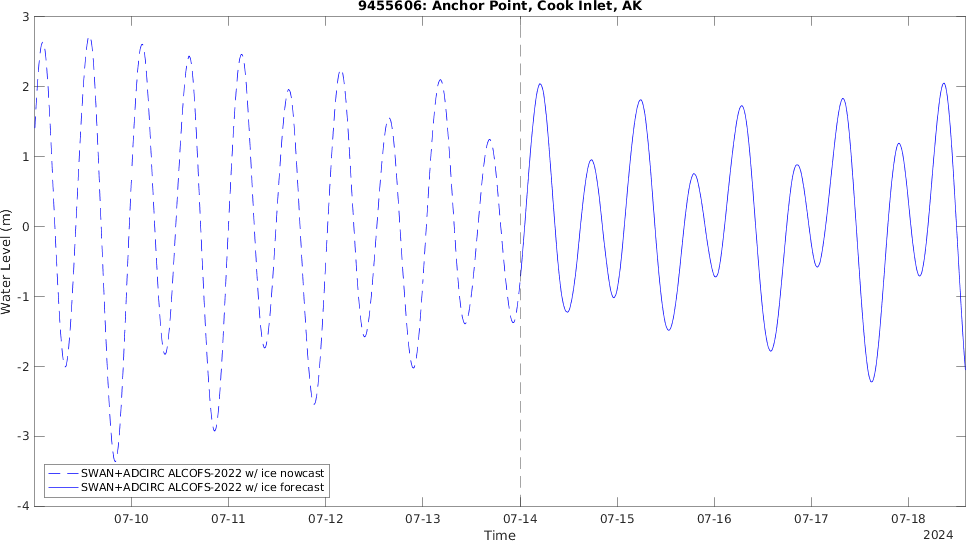 9455606: Anchor Point, Cook Inlet, AK
3
2
1
0
-1
-2
-3
-4
Water Level (m)
SWAN+ADCIRC ALCOFS-2022 w/ ice nowcast
SWAN+ADCIRC ALCOFS-2022 w/ ice forecast
07-10 07-11 07-12 07-13 07-14 07-15 07-16 07-17 07-18
Time
2024